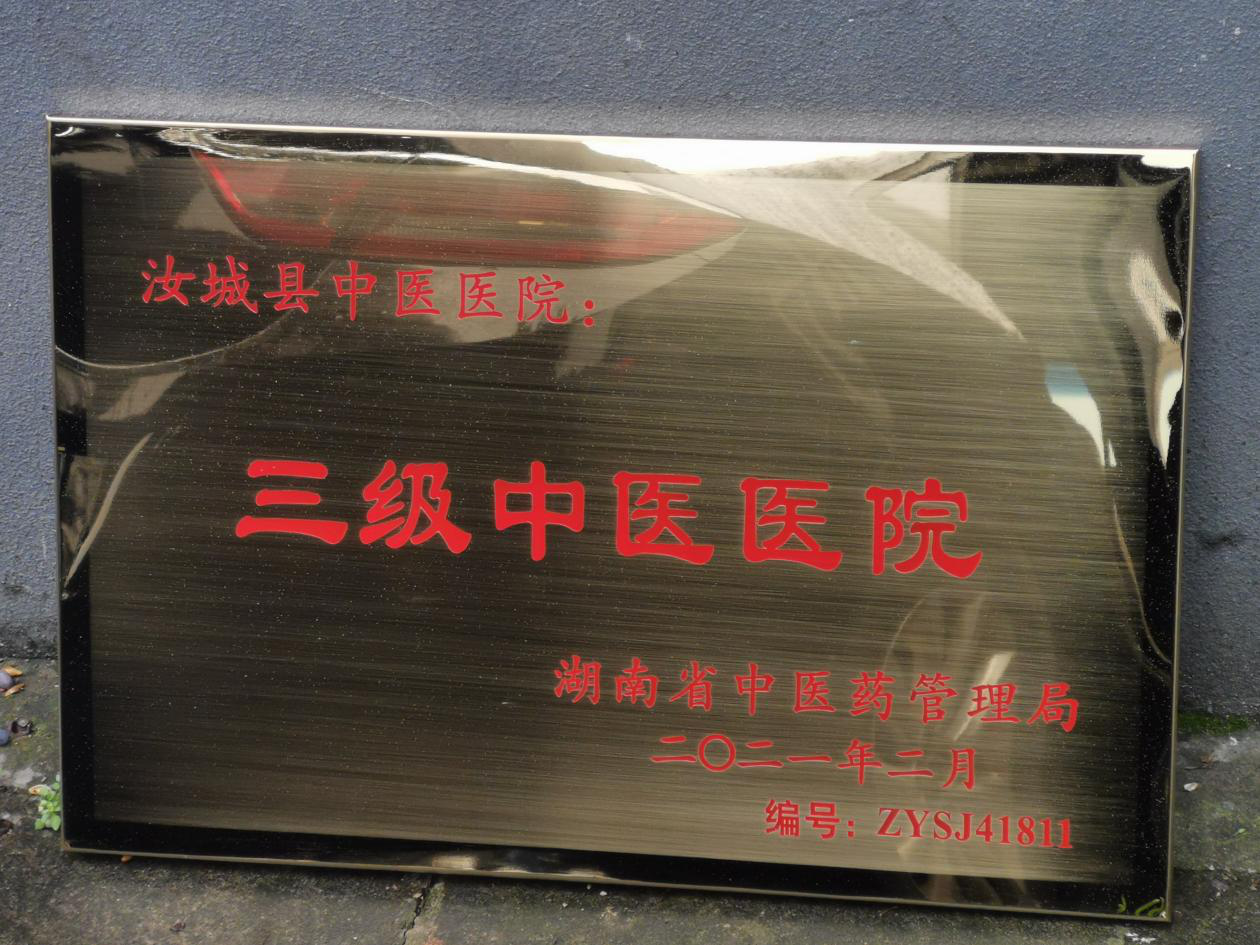 汝城县中医医院：
三级中医医院
湖南省中医药管理局
二〇二一年二月
编号：ZYSJ41811